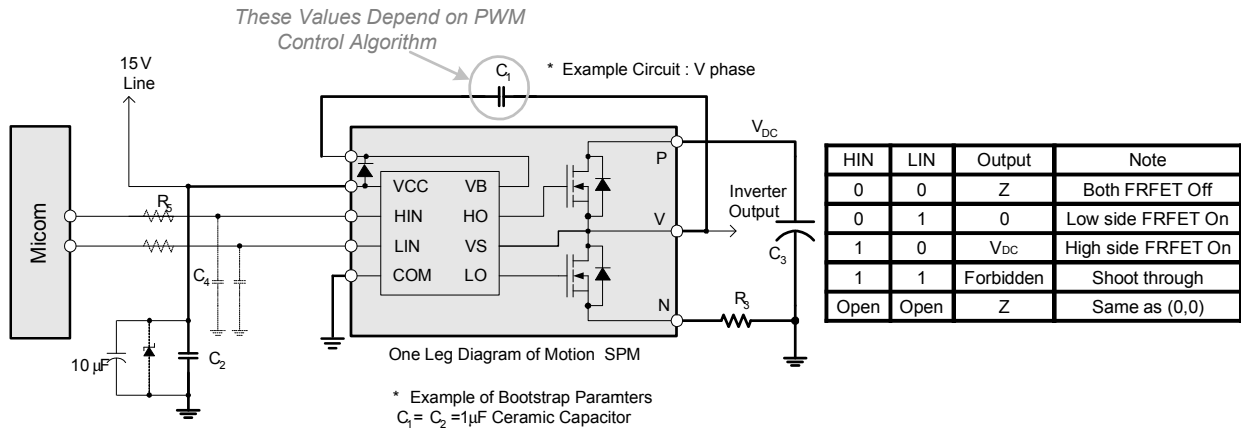 These Values Depend on PWM
Control Algorithm
15 V
Line
C1
* Example Circuit : V phase
VDC
P
Micom
R5
VCC VB
HIN HO
LIN VS
COM LO
V
Inverter
Output
C3
C4
N
R3
10 µF
C2
One Leg Diagram of Motion SPM
* Example of Bootstrap Paramters
C1= C2 =1µF Ceramic Capacitor
HIN LIN Output Note
0 0 Z Both FRFET Off
0 1 0 Low side FRFET On
1 0 VDC High side FRFET On
1 1 Forbidden Shoot through
Open Open Z Same as (0,0)